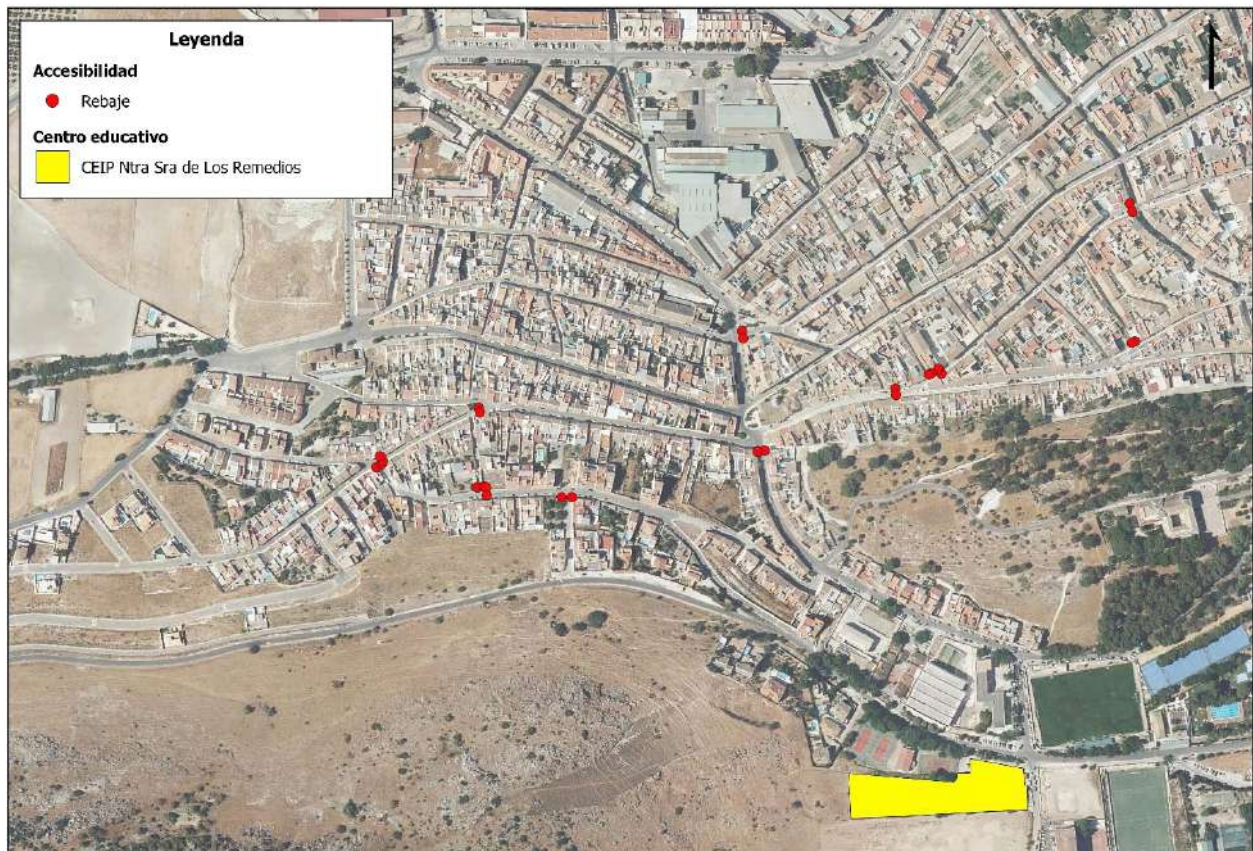 Leyenda
Accesibilidad
Rebaje
Centro educativo
CEIP Ntra Sra de Los Remedios